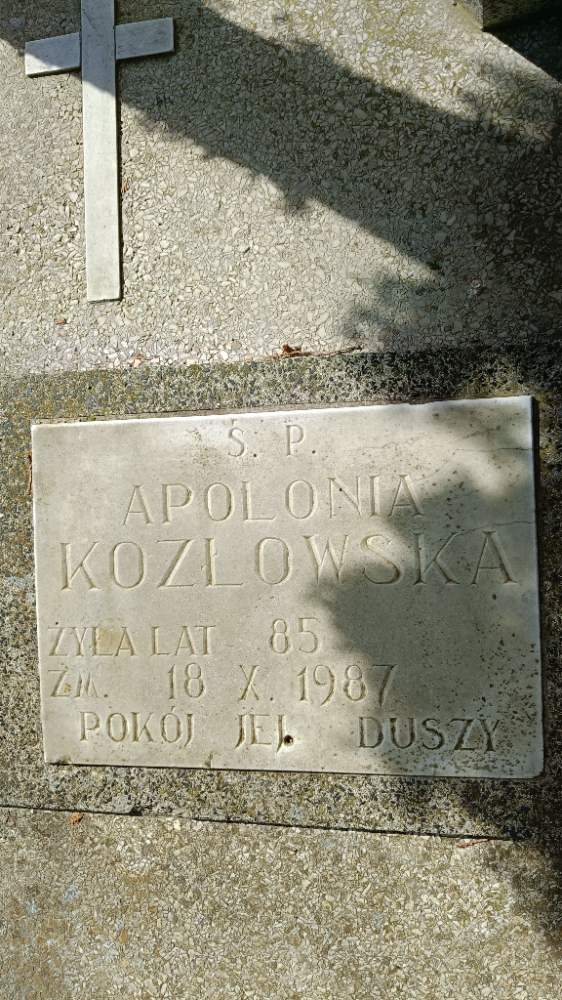 Ś. P.
APOLONIA
KOZŁOWSKA
ŻYŁA LAT 85
ZM. 18 X. 1987
POKÓJ JEJ. DUSZY